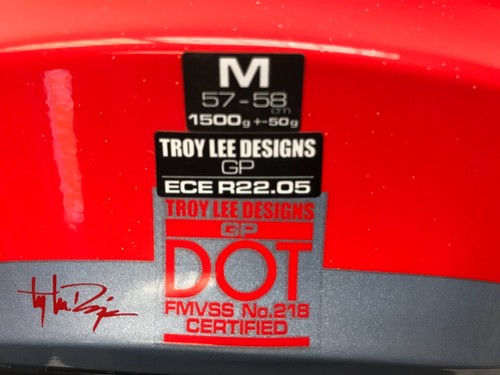 M
57-58
cm
1500g +-50g
TROY LEE DESIGNS
GP
ECE R22.05
TROY LEE DESIGNS
GP
DOT
FMVSS No.218
CERTIFIED